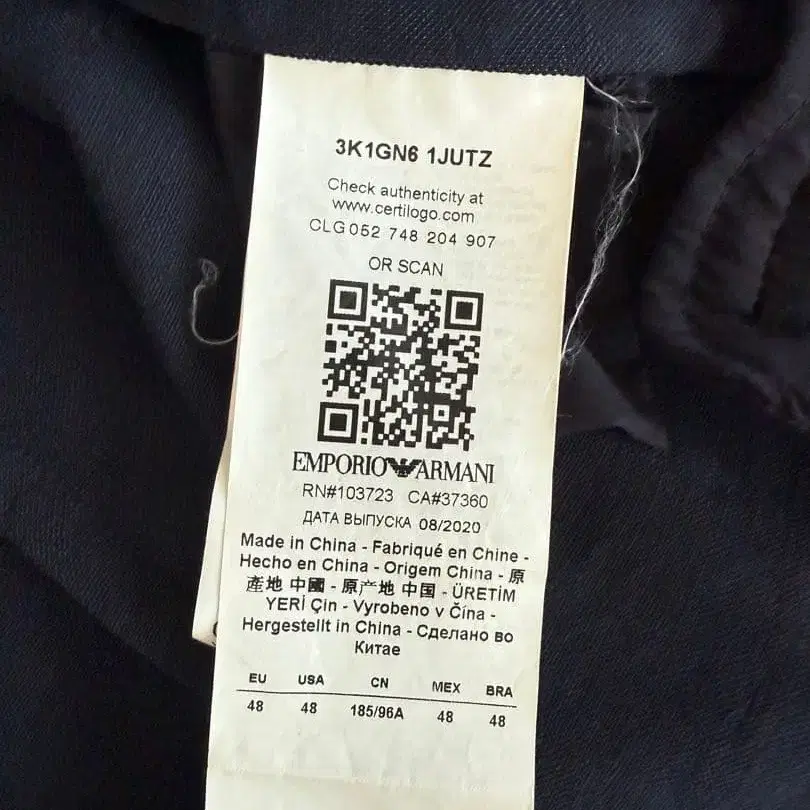 3K1GN6 1JUTZ
Check authenticity at
www.certilogo.com
CLG 052 748 204 907
OR SCAN
EMPORIO ARMANI
RN#103723 CA#37360
ДАТА ВЫПУСКА 08/2020
Made in China - Fabriqué en Chine -
Hecho en China - Origem China - 原
產地 中國 - 原产地 中国 - ÜRETİM
YERİ Çin - Vyrobeno v Čína -
Hergestellt in China - Сделано во
Китае
EU USA CN MEX BRA
48 48 185/96A 48 48